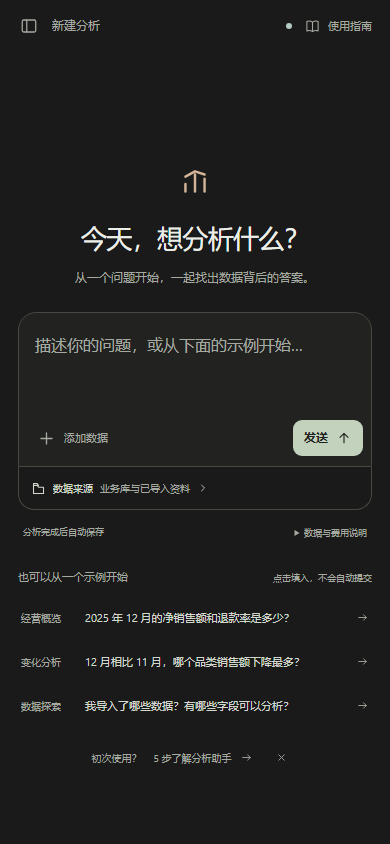 新建分析
使用指南
今天，想分析什么？
从一个问题开始，一起找出数据背后的答案。
描述你的问题，或从下面的示例开始...
添加数据
发送
数据来源 业务库与已导入资料
分析完成后自动保存
数据与费用说明
也可以从一个示例开始
点击填入，不会自动提交
经营概览 2025 年 12 月的净销售额和退款率是多少？
变化分析 12 月相比 11 月，哪个品类销售额下降最多？
数据探索 我导入了哪些数据？有哪些字段可以分析？
初次使用？ 5 步了解分析助手